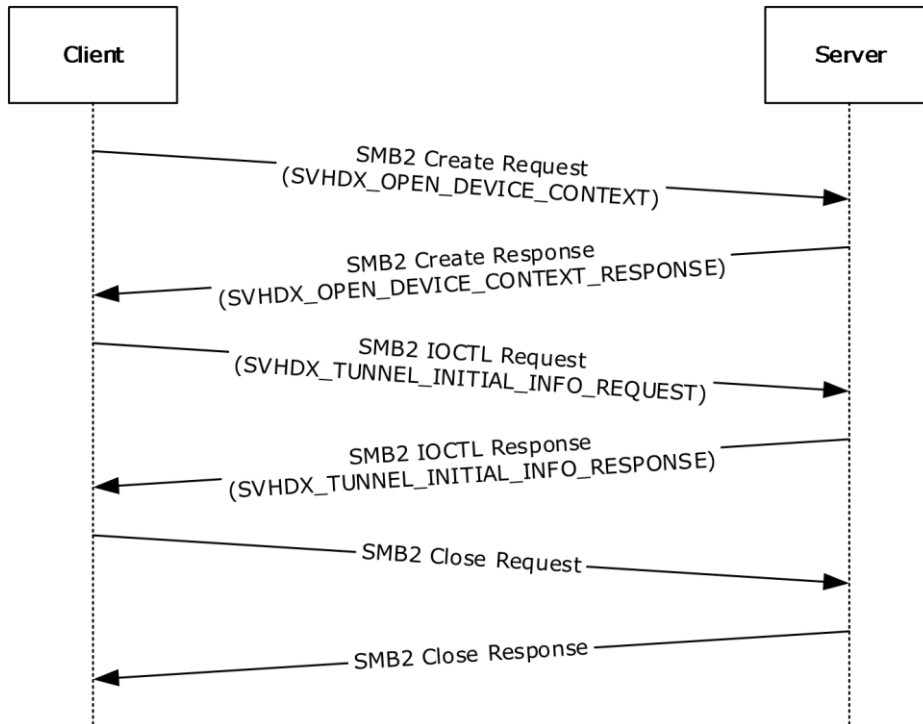 Client
Server
SMB2 Create Request
(SVHDX_OPEN_DEVICE_CONTEXT)
SMB2 Create Response
(SVHDX_OPEN_DEVICE_CONTEXT_RESPONSE)
SMB2 IOCTL Request
(SVHDX_TUNNEL_INITIAL_INFO_REQUEST)
SMB2 IOCTL Response
(SVHDX_TUNNEL_INITIAL_INFO_RESPONSE)
SMB2 Close Request
SMB2 Close Response